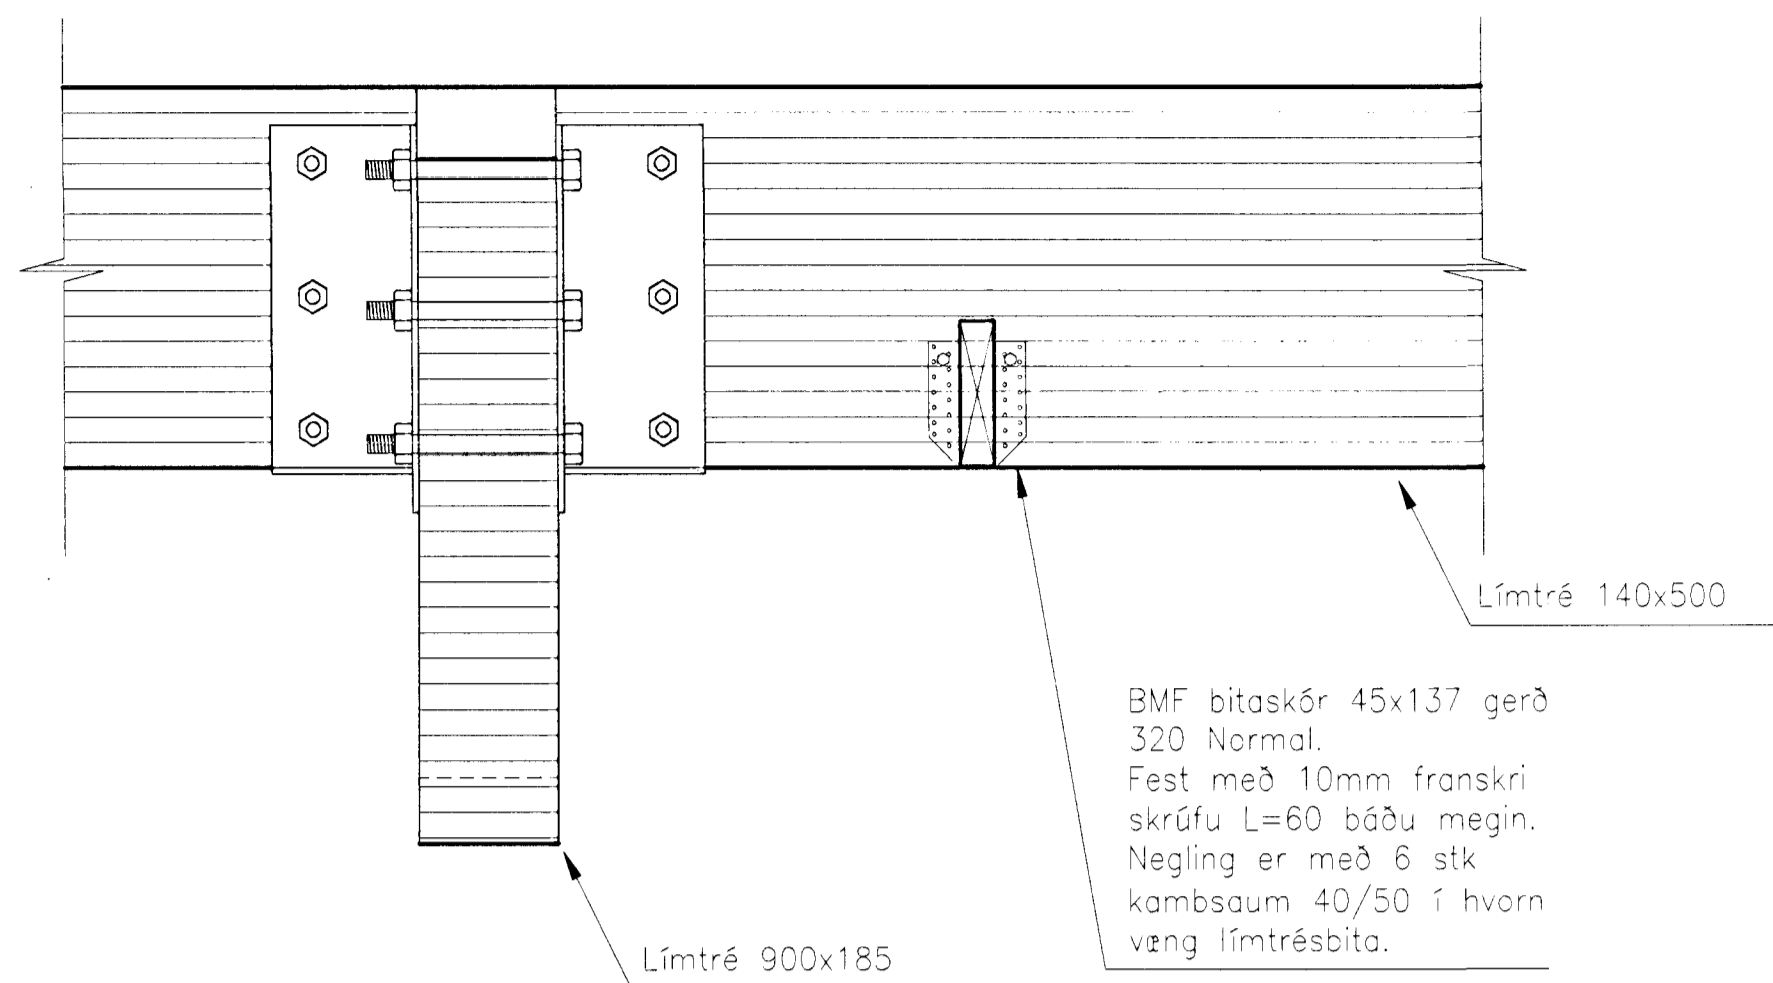 Límtré 140x500
BMF bitaskór 45x137 gerð
320 Normal.
Fest með 10mm franskri
skrúfu L=60 báðu megin.
Negling er með 6 stk
kambsaum 40/50 í hvorn
væng límtrésbita.
Límtré 900x185